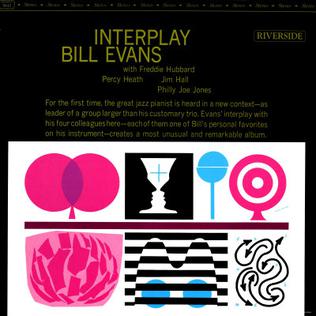 INTERPLAY
BILL EVANS
RIVERSIDE
with Freddie Hubbard
Percy Heath Jim Hall
Philly Joe Jones
For the first time, the great jazz pianist is heard in a new context—as
leader of a group larger than his customary trio. Evans' interplay with
his four colleagues here—each of them one of Bill's personal favorites
on his instrument—creates a most unusual and remarkable album.